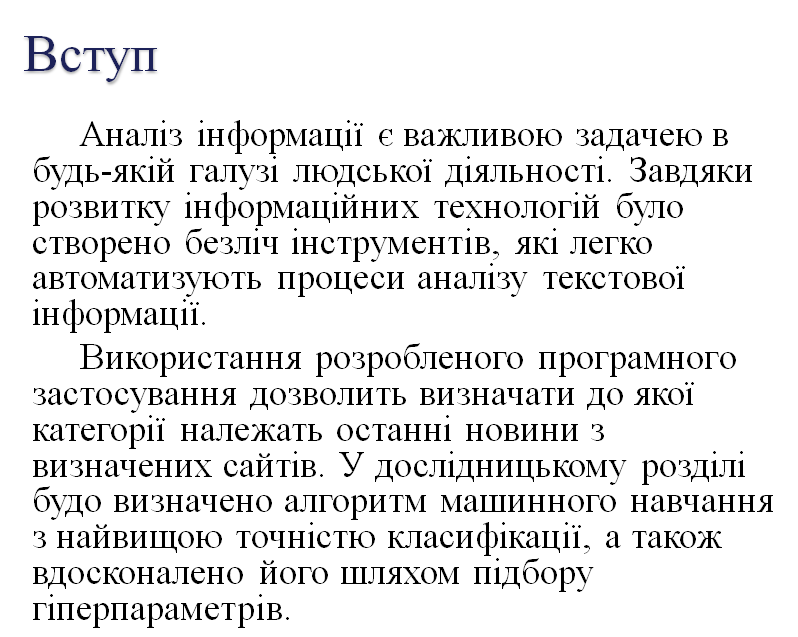 Вступ
Аналіз інформації є важливою задачею в
будь-якій галузі людської діяльності. Завдяки
розвитку інформаційних технологій було
створено безліч інструментів, які легко
автоматизують процеси аналізу текстової
інформації.
Використання розробленого програмного
застосування дозволить визначати до якої
категорії належать останні новини з
визначених сайтів. У дослідницькому розділі
будо визначено алгоритм машинного навчання
з найвищою точністю класифікації, а також
вдосконалено його шляхом підбору
гіперпараметрів.